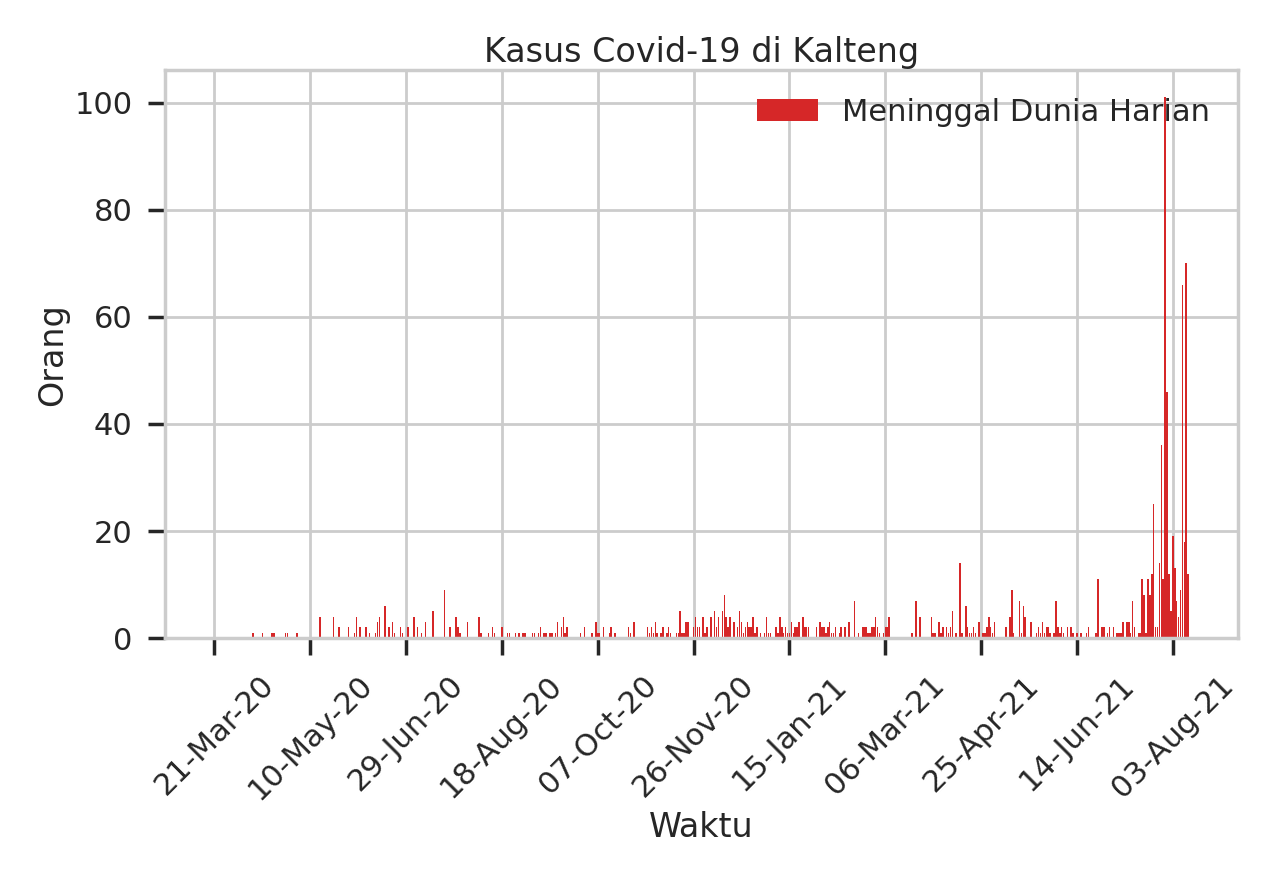 Kasus Covid-19 di Kalteng
Meninggal Dunia Harian
Orang
100
80
60
40
20
0
21-Mar-20
10-May-20
29-Jun-20
18-Aug-20
07-Oct-20
26-Nov-20
15-Jan-21
06-Mar-21
25-Apr-21
14-Jun-21
03-Aug-21
Waktu